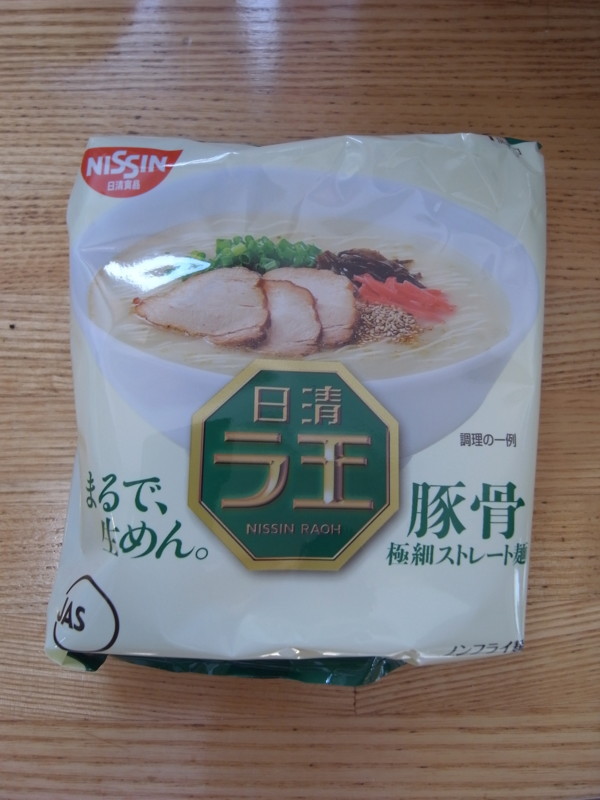 NISSIN
日清食品
日清
ラ王
NISSIN RAOH
調理の一例
まるで、
生めん。
豚骨
極細ストレート麺
JAS
ノンフライ